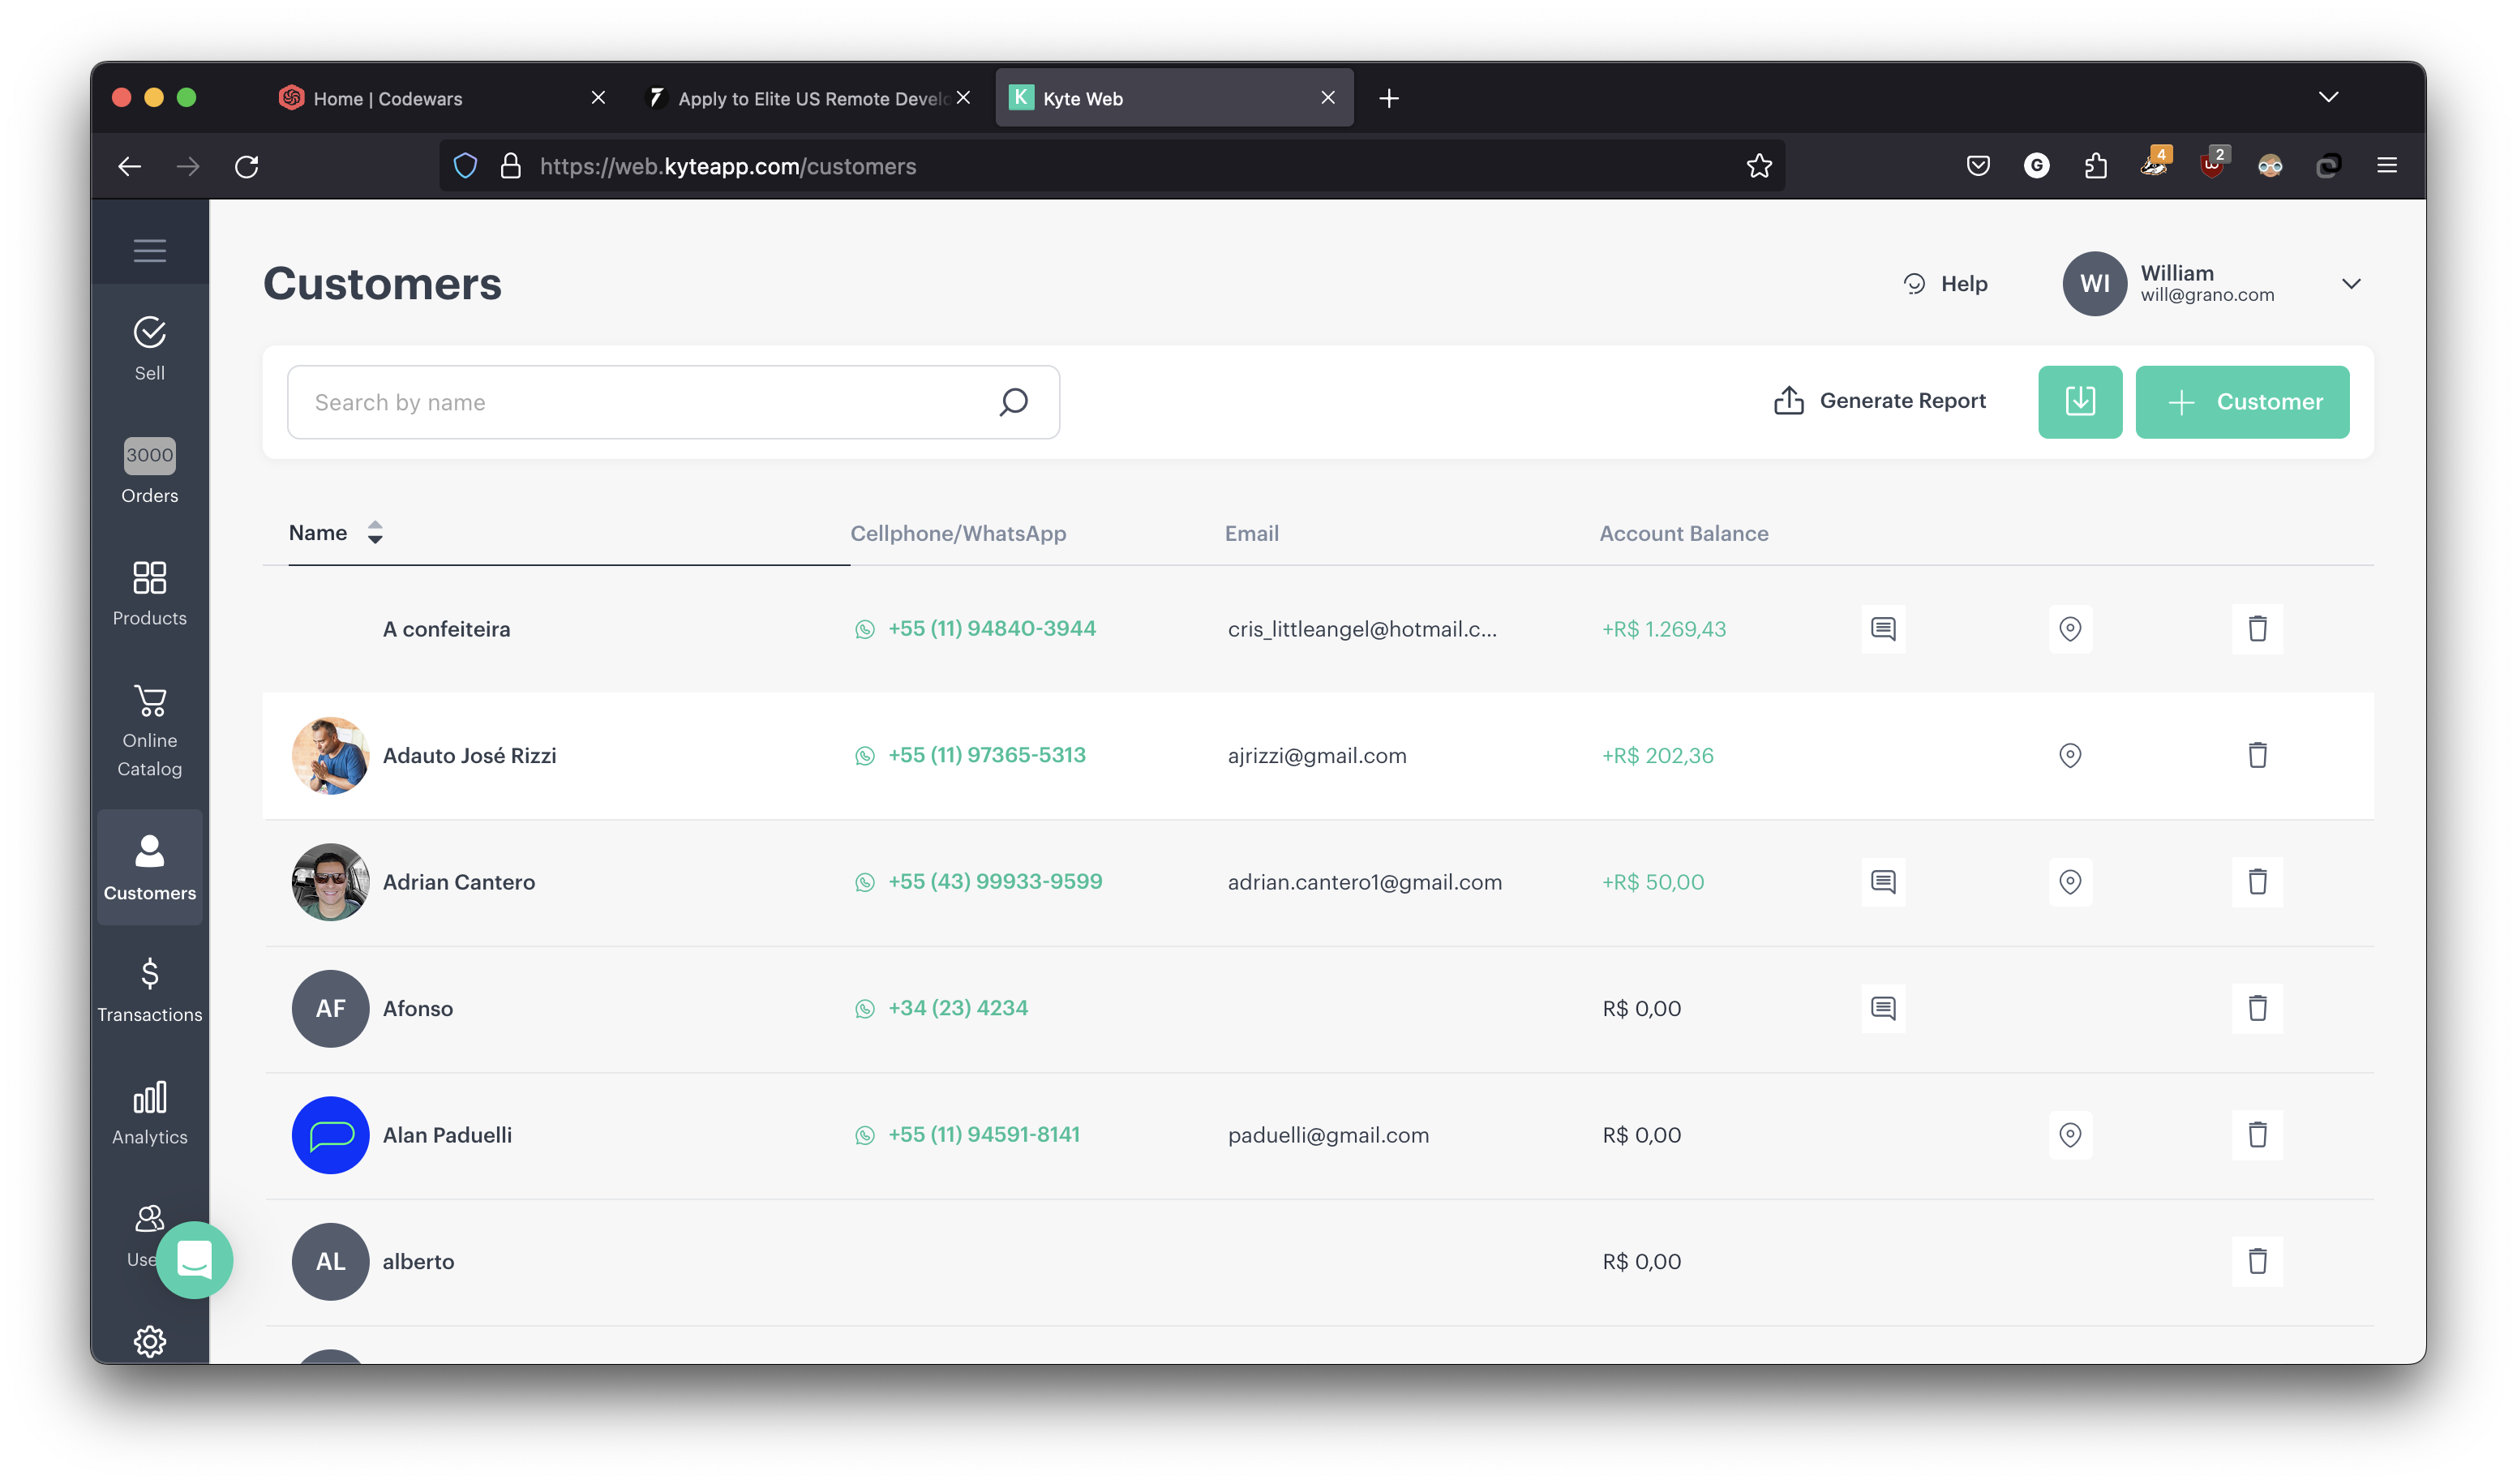 Home | Codewars
Apply to Elite US Remote Develo
K Kyte Web
https://web.kyteapp.com/customers
G
4
2
Customers
Help
WI
William
will@grano.com
Sell
Search by name
Generate Report
Customer
3000
Orders
Name
Cellphone/WhatsApp
Email
Account Balance
Products
A confeiteira
+55 (11) 94840-3944
cris_littleangel@hotmail.c...
+R$ 1.269,43
Online
Catalog
Adauto José Rizzi
+55 (11) 97365-5313
ajrizzi@gmail.com
+R$ 202,36
Customers
Adrian Cantero
+55 (43) 99933-9599
adrian.cantero1@gmail.com
+R$ 50,00
Transactions
AF
Afonso
+34 (23) 4234
R$ 0,00
Analytics
Alan Paduelli
+55 (11) 94591-8141
paduelli@gmail.com
R$ 0,00
Use
AL
alberto
R$ 0,00